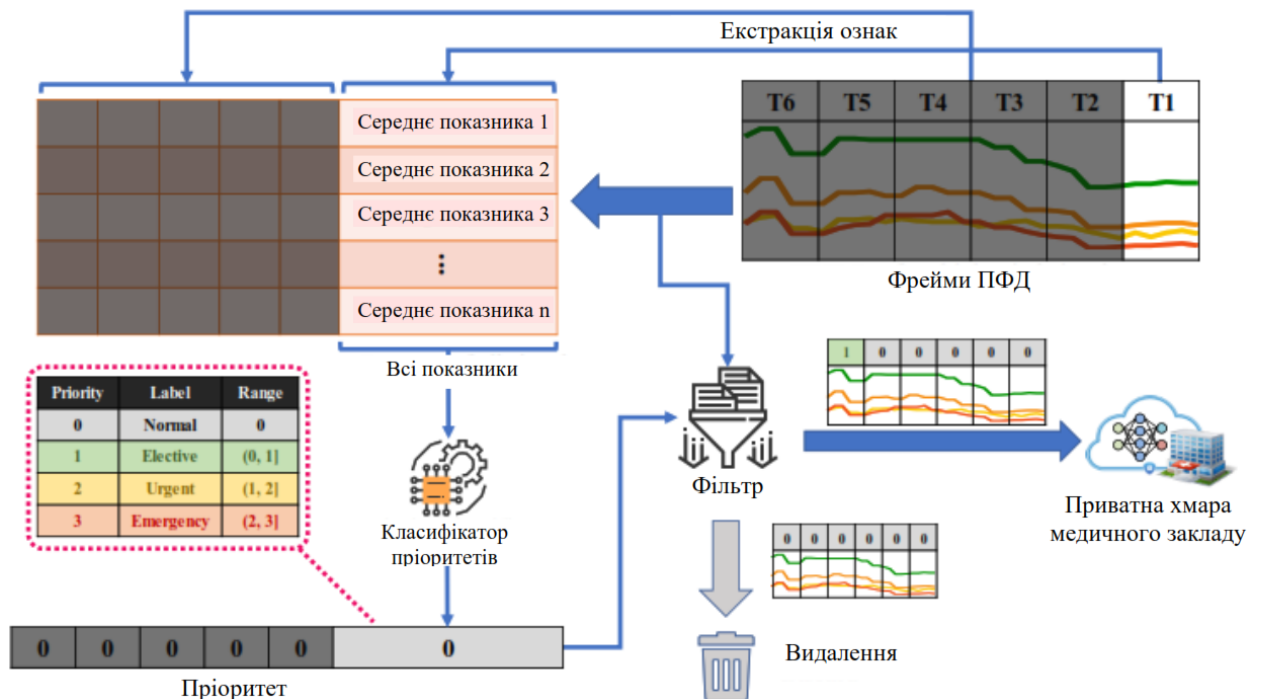 Екстракція ознак
T6 T5 T4 T3 T2 T1
Середнє показника 1
Середнє показника 2
Середнє показника 3
⋮
Середнє показника n
Фрейми ПФД
Всі показники
1 0 0 0 0 0 0
Priority Label Range
0 Normal 0
1 Elective (0, 1]
2 Urgent (1, 2]
3 Emergency (2, 3]
Класифікатор
пріоритетів
Фільтр
Приватна хмара
медичного закладу
0 0 0 0 0 0
0 0 0 0 0 0
Видалення
Пріоритет